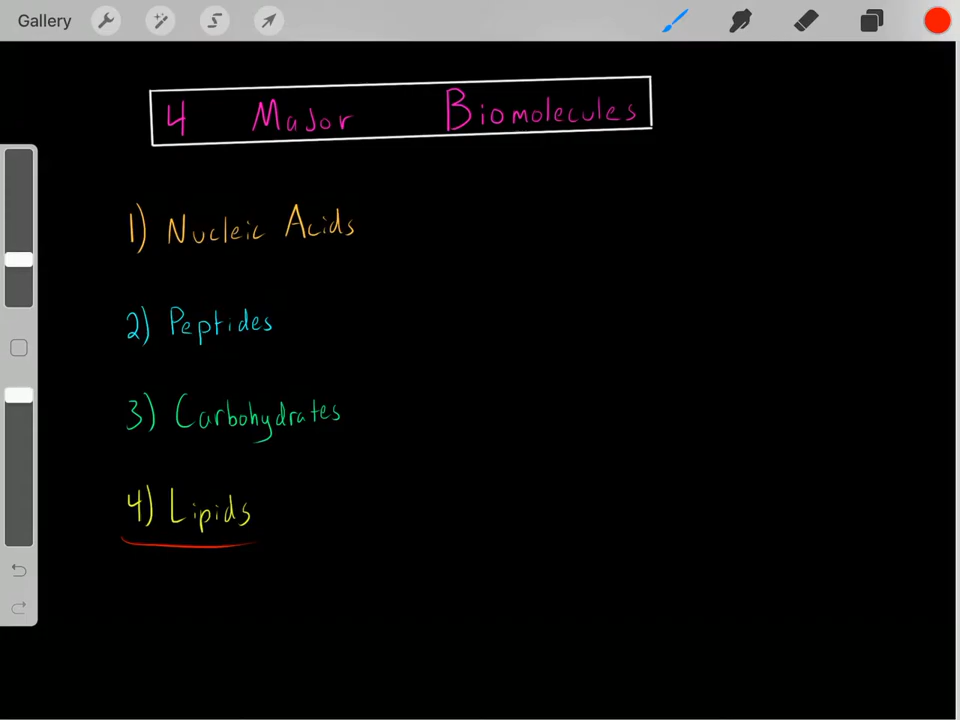 Gallery
4 Major Biomolecules
1) Nucleic Acids
2) Peptides
3) Carbohydrates
4) Lipids